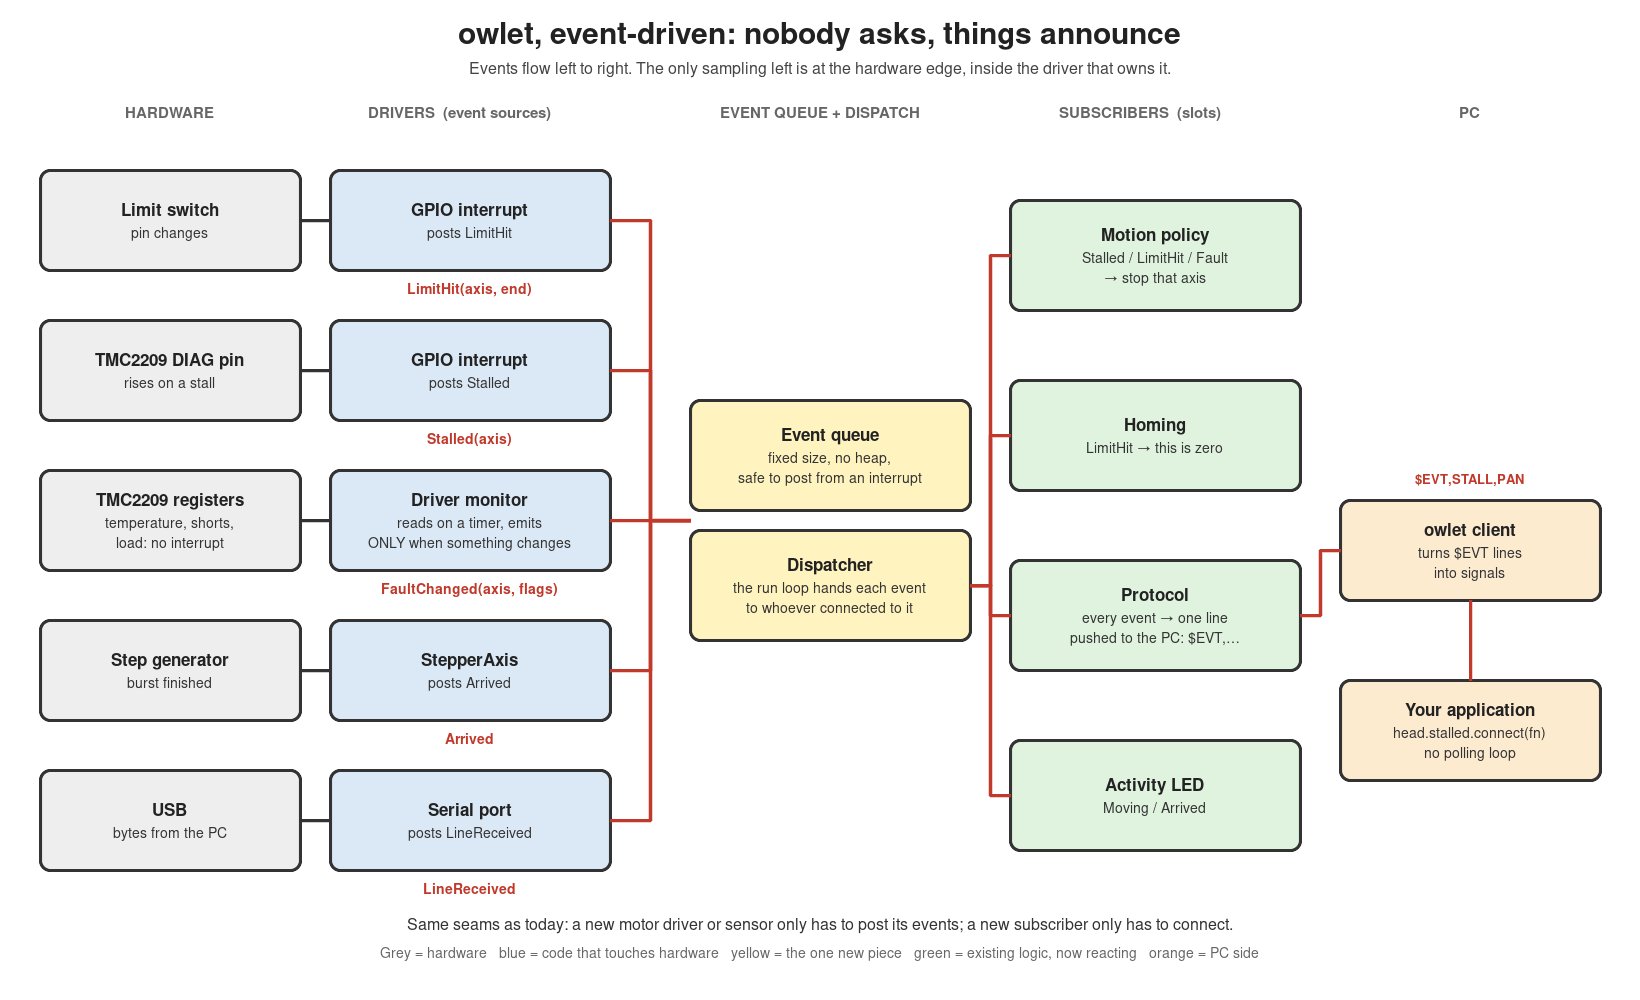 owlet, event-driven: nobody asks, things announce
Events flow left to right. The only sampling left is at the hardware edge, inside the driver that owns it.
HARDWARE
DRIVERS (event sources)
EVENT QUEUE + DISPATCH
SUBSCRIBERS (slots)
PC
Limit switch
pin changes
GPIO interrupt
posts LimitHit
LimitHit(axis, end)
TMC2209 DIAG pin
rises on a stall
GPIO interrupt
posts Stalled
Stalled(axis)
TMC2209 registers
temperature, shorts,
load: no interrupt
Driver monitor
reads on a timer, emits
ONLY when something changes
FaultChanged(axis, flags)
Step generator
burst finished
StepperAxis
posts Arrived
Arrived
USB
bytes from the PC
Serial port
posts LineReceived
LineReceived
Event queue
fixed size, no heap,
safe to post from an interrupt
Dispatcher
the run loop hands each event
to whoever connected to it
Motion policy
Stalled / LimitHit / Fault
→ stop that axis
Homing
LimitHit → this is zero
Protocol
every event → one line
pushed to the PC: $EVT,…
Activity LED
Moving / Arrived
$EVT,STALL,PAN
owlet client
turns $EVT lines
into signals
Your application
head.stalled.connect(fn)
no polling loop
Same seams as today: a new motor driver or sensor only has to post its events; a new subscriber only has to connect.
Grey = hardware blue = code that touches hardware yellow = the one new piece green = existing logic, now reacting orange = PC side